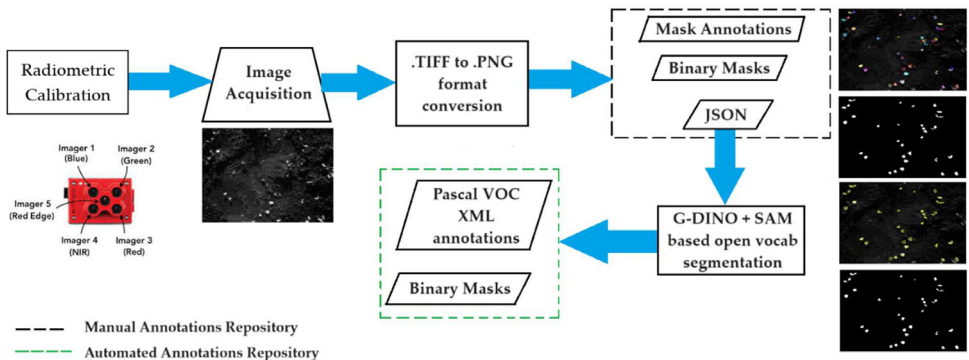 Radiometric
Calibration
Image
Acquisition
.TIFF to .PNG
format
conversion
Mask Annotations
Binary Masks
JSON
Imager 1
(Blue)
Imager 2
(Green)
Imager 5
(Red Edge)
Imager 4
(NIR)
Imager 3
(Red)
Pascal VOC
XML
annotations
Binary Masks
G-DINO + SAM
based open vocab
segmentation
Manual Annotations Repository
Automated Annotations Repository